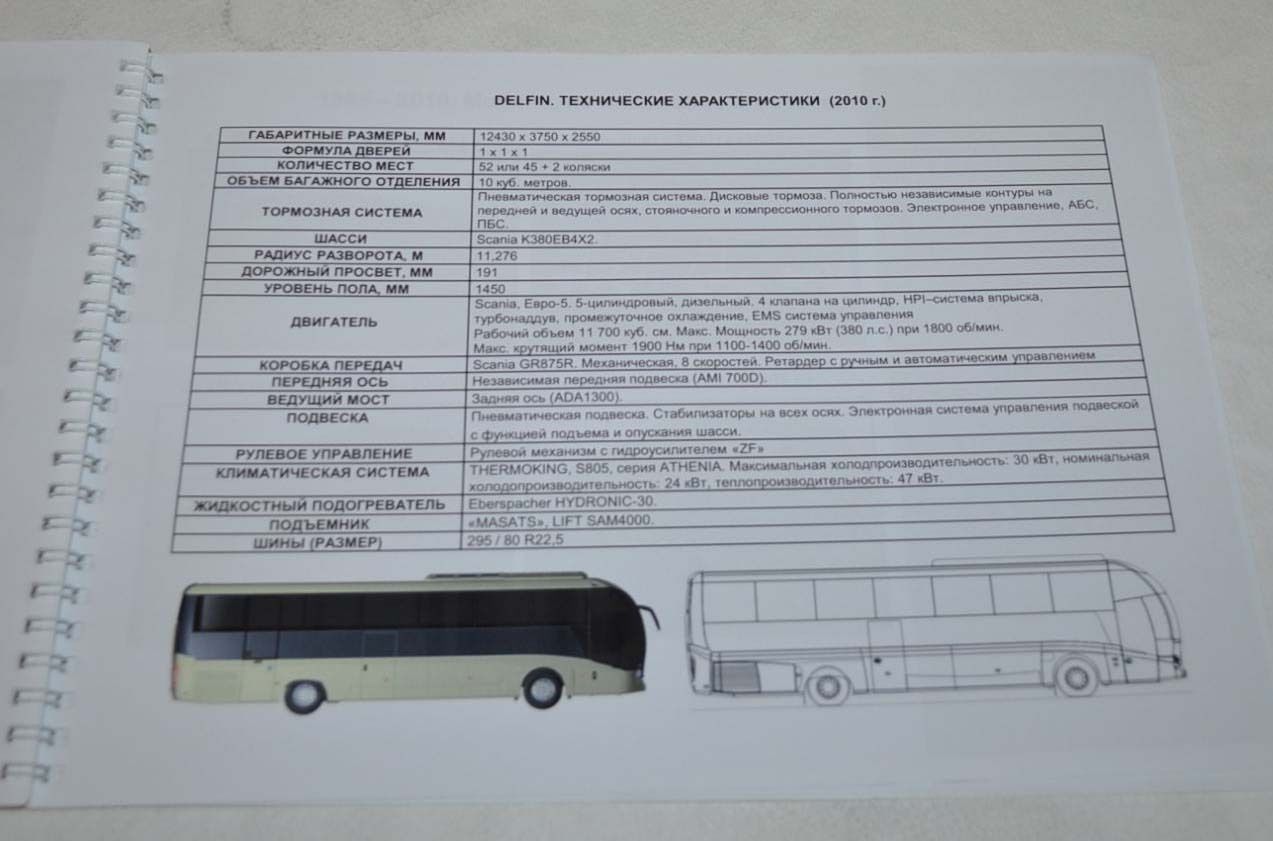 DELFIN. ТЕХНИЧЕСКИЕ ХАРАКТЕРИСТИКИ (2010 г.)
ГАБАРИТНЫЕ РАЗМЕРЫ, ММ 12430 x 3750 x 2550
ФОРМУЛА ДВЕРЕЙ 1 x 1 x 1
КОЛИЧЕСТВО МЕСТ 52 или 45 + 2 коляски
ОБЪЕМ БАГАЖНОГО ОТДЕЛЕНИЯ 10 куб. метров.
ТОРМОЗНАЯ СИСТЕМА Пневматическая тормозная система. Дисковые тормоза. Полностью независимые контуры на
передней и ведущей осях, стояночного и компрессионного тормозов. Электронное управление, АБС,
ПБС.
ШАССИ Scania K380EB4X2.
РАДИУС РАЗВОРОТА, М 11,276
ДОРОЖНЫЙ ПРОСВЕТ, ММ 191
УРОВЕНЬ ПОЛА, ММ 1450
ДВИГАТЕЛЬ Scania, Евро-5. 5-цилиндровый, дизельный. 4 клапана на цилиндр, HPI–система впрыска,
турбонаддув, промежуточное охлаждение, EMS система управления
Рабочий объем 11 700 куб. см. Макс. Мощность 279 кВт (380 л.с.) при 1800 об/мин.
Макс. крутящий момент 1900 Нм при 1100-1400 об/мин.
КОРОБКА ПЕРЕДАЧ Scania GR875R. Механическая, 8 скоростей. Ретардер с ручным и автоматическим управлением
ПЕРЕДНЯЯ ОСЬ Независимая передняя подвеска (AMI 700D).
ВЕДУЩИЙ МОСТ Задняя ось (ADA1300).
ПОДВЕСКА Пневматическая подвеска. Стабилизаторы на всех осях. Электронная система управления подвеской
с функцией подъема и опускания шасси.
РУЛЕВОЕ УПРАВЛЕНИЕ Рулевой механизм с гидроусилителем «ZF»
КЛИМАТИЧЕСКАЯ СИСТЕМА THERMOKING, S805, серия ATHENIA. Максимальная холодпроизводительность: 30 кВт, номинальная
холодопроизводительность: 24 кВт, теплопроизводительность: 47 кВт.
ЖИДКОСТНЫЙ ПОДОГРЕВАТЕЛЬ Eberspacher HYDRONIC-30.
ПОДЪЕМНИК «MASATS», LIFT SAM4000.
ШИНЫ (РАЗМЕР) 295 / 80 R22,5